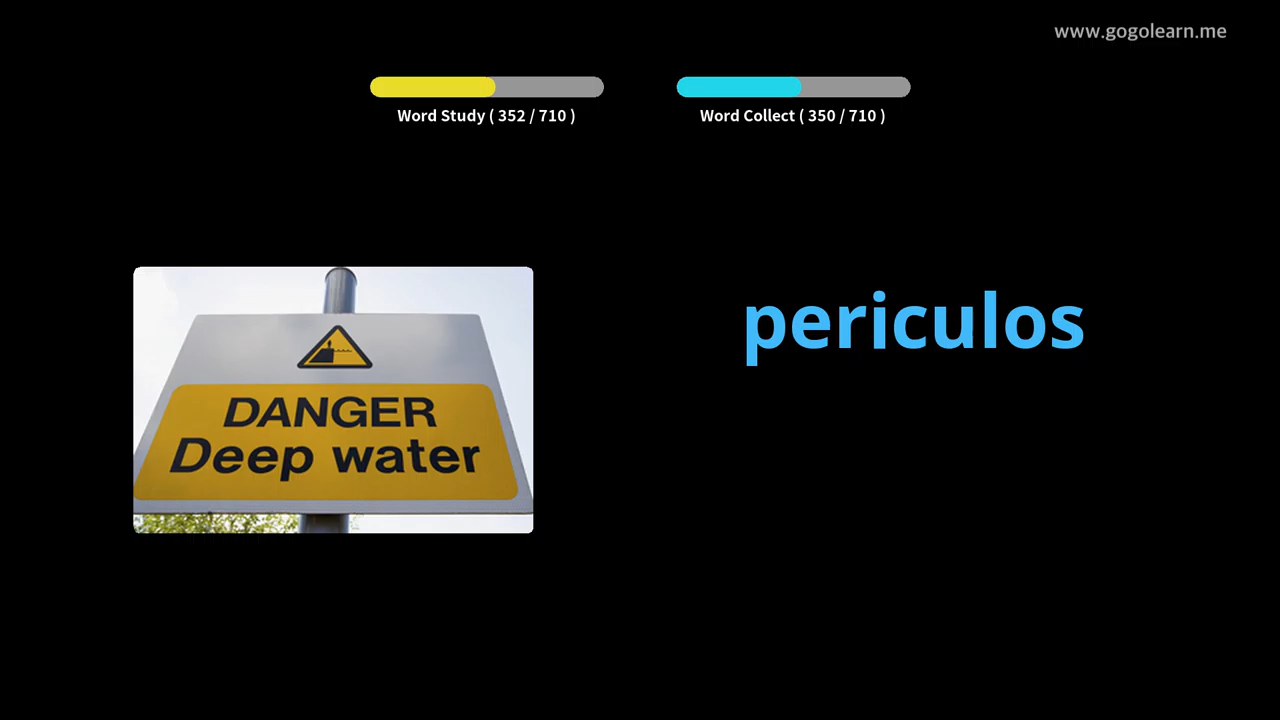 www.gogolearn.me
Word Study ( 352 / 710 )
Word Collect ( 350 / 710 )
periculos
DANGER
Deep water